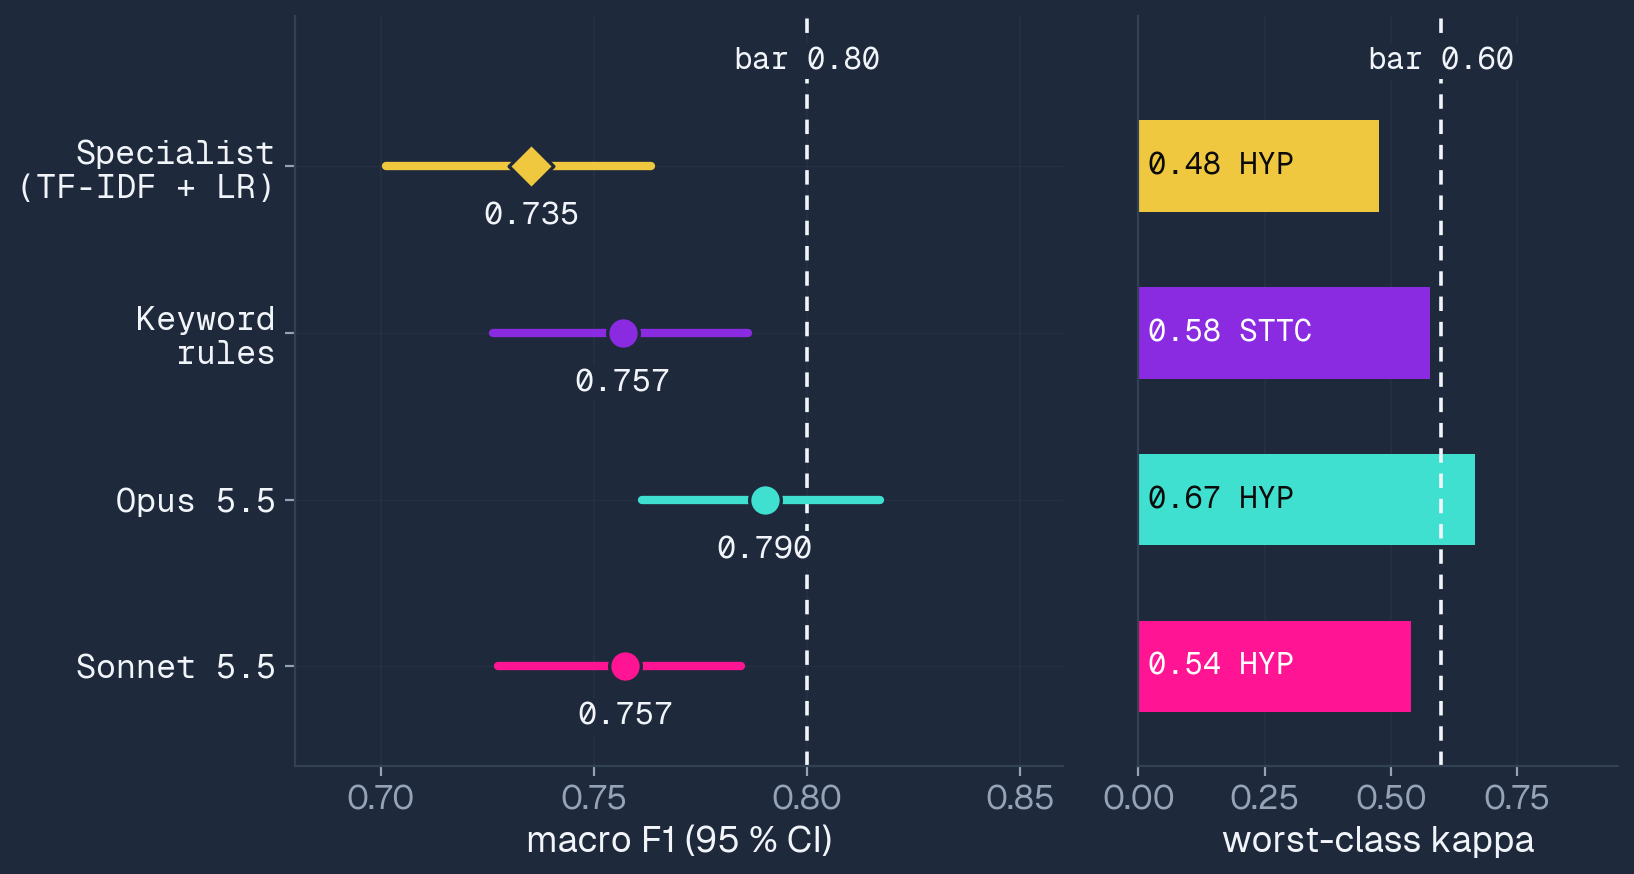 bar 0.80
bar 0.60
Specialist
(TF-IDF + LR)
0.735
0.48 HYP
Keyword
rules
0.757
0.58 STTC
Opus 5.5
0.790
0.67 HYP
Sonnet 5.5
0.757
0.54 HYP
0.70 0.75 0.80 0.85
0.00 0.25 0.50 0.75
macro F1 (95 % CI)
worst-class kappa